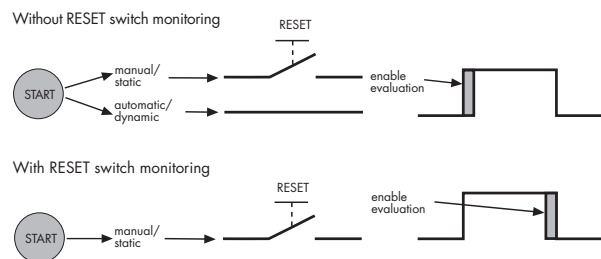 Without RESET switch monitoring
RESET
START
manual/
static
automatic/
dynamic
enable
evaluation
With RESET switch monitoring
RESET
START
manual/
static
enable
evaluation